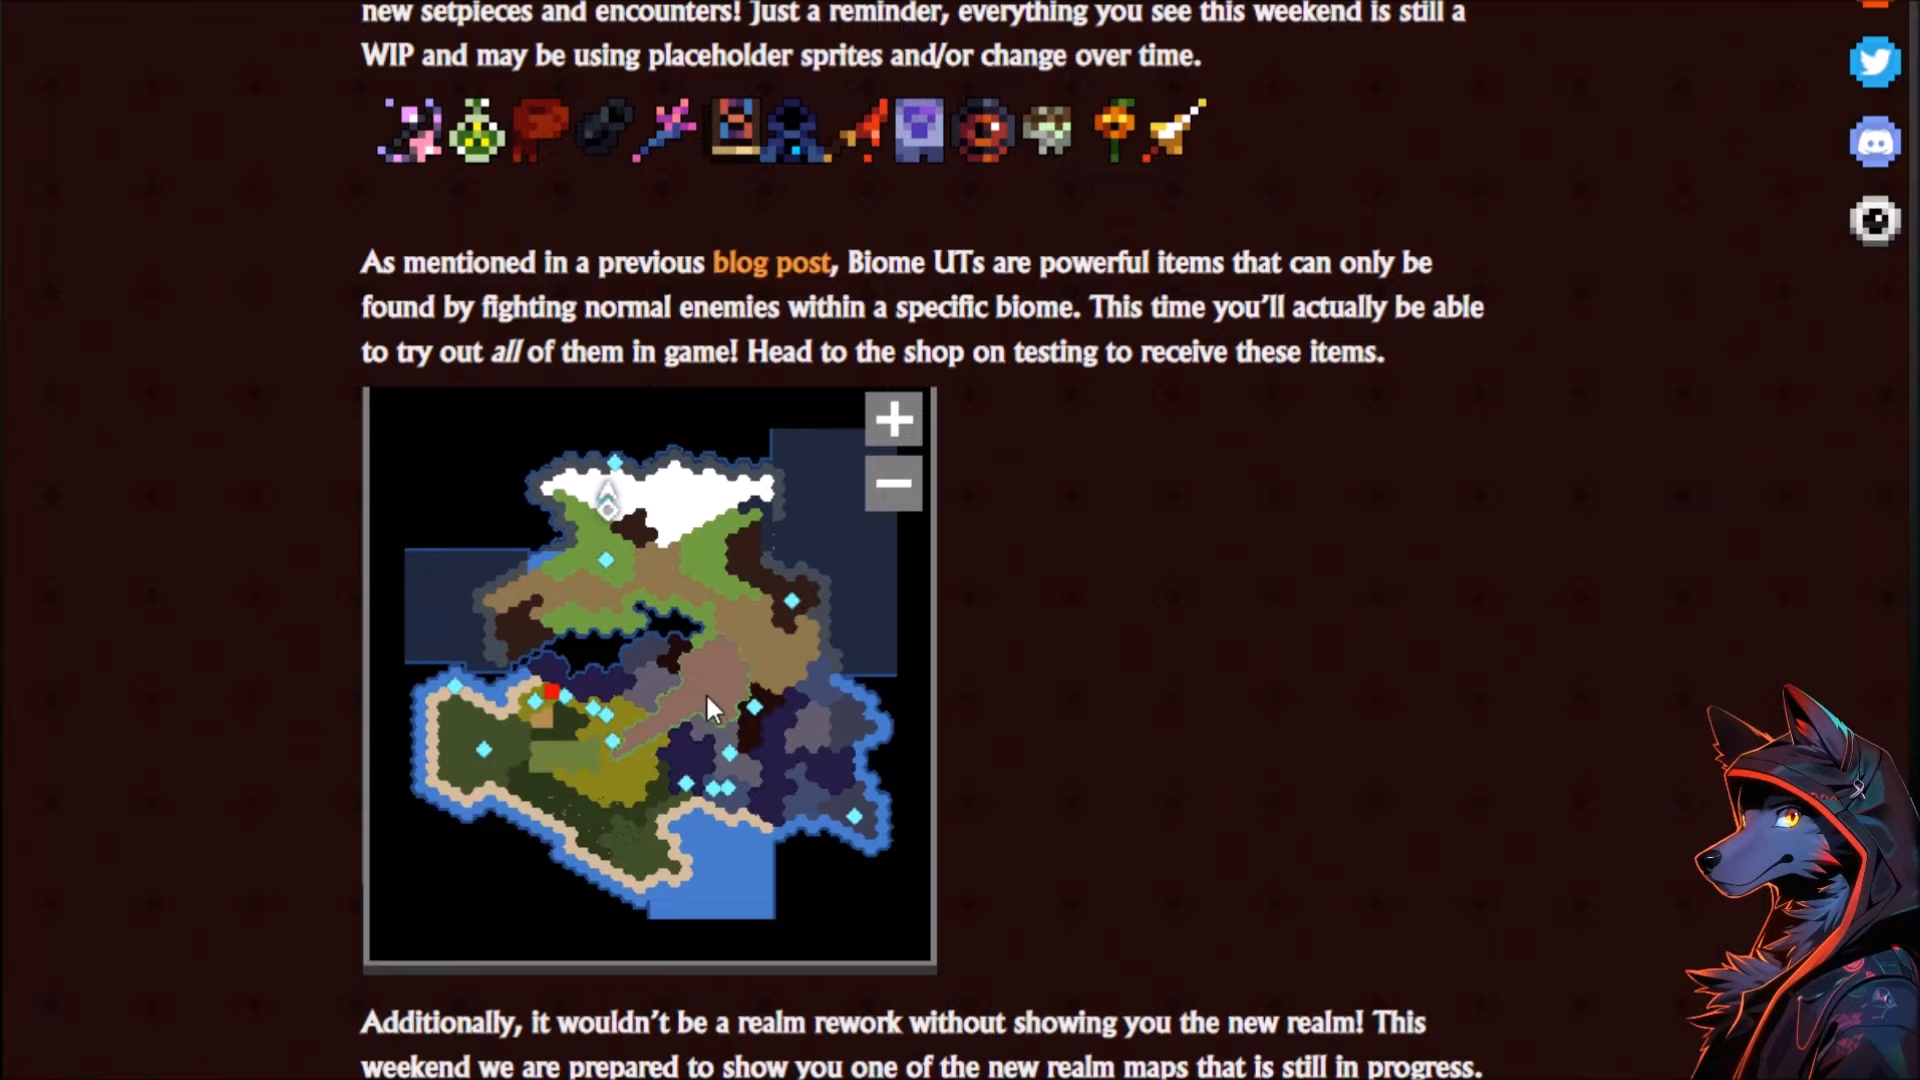 new setpieces and encounters! Just a reminder, everything you see this weekend is still a
WIP and may be using placeholder sprites and/or change over time.
As mentioned in a previous blog post, Biome UTs are powerful items that can only be
found by fighting normal enemies within a specific biome. This time you'll actually be able
to try out all of them in game! Head to the shop on testing to receive these items.
Additionally, it wouldn't be a realm rework without showing you the new realm! This
weekend we are prepared to show you one of the new realm maps that is still in progress.